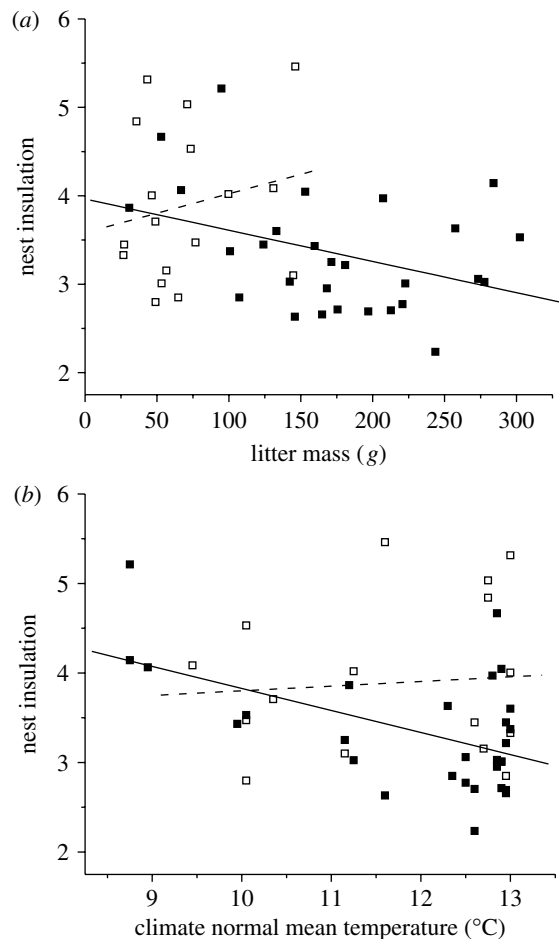 (a)
6
5
4
3
2
nest insulation
0 50 100 150 200 250 300
litter mass (g)
(b)
6
5
4
3
2
nest insulation
9 10 11 12 13
climate normal mean temperature (°C)